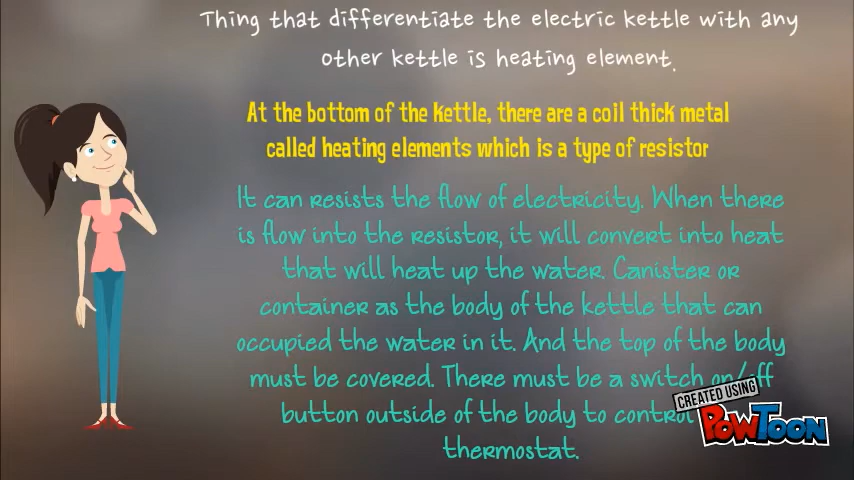 Thing that differentiate the electric kettle with any
other kettle is heating element.
At the bottom of the Kettle, there are a coil thick metal
called heating elements which is a type of resistor
It can resists the flow of electricity. When there
is flow into the resistor, it will convert into heat
that will heat up the water. Canister or
container as the body of the kettle that can
occupied the water in it. And the top of the body
must be covered. There must be a switch on/off
button outside of the body to control
thermostat.
CREATED USING
POWTOON